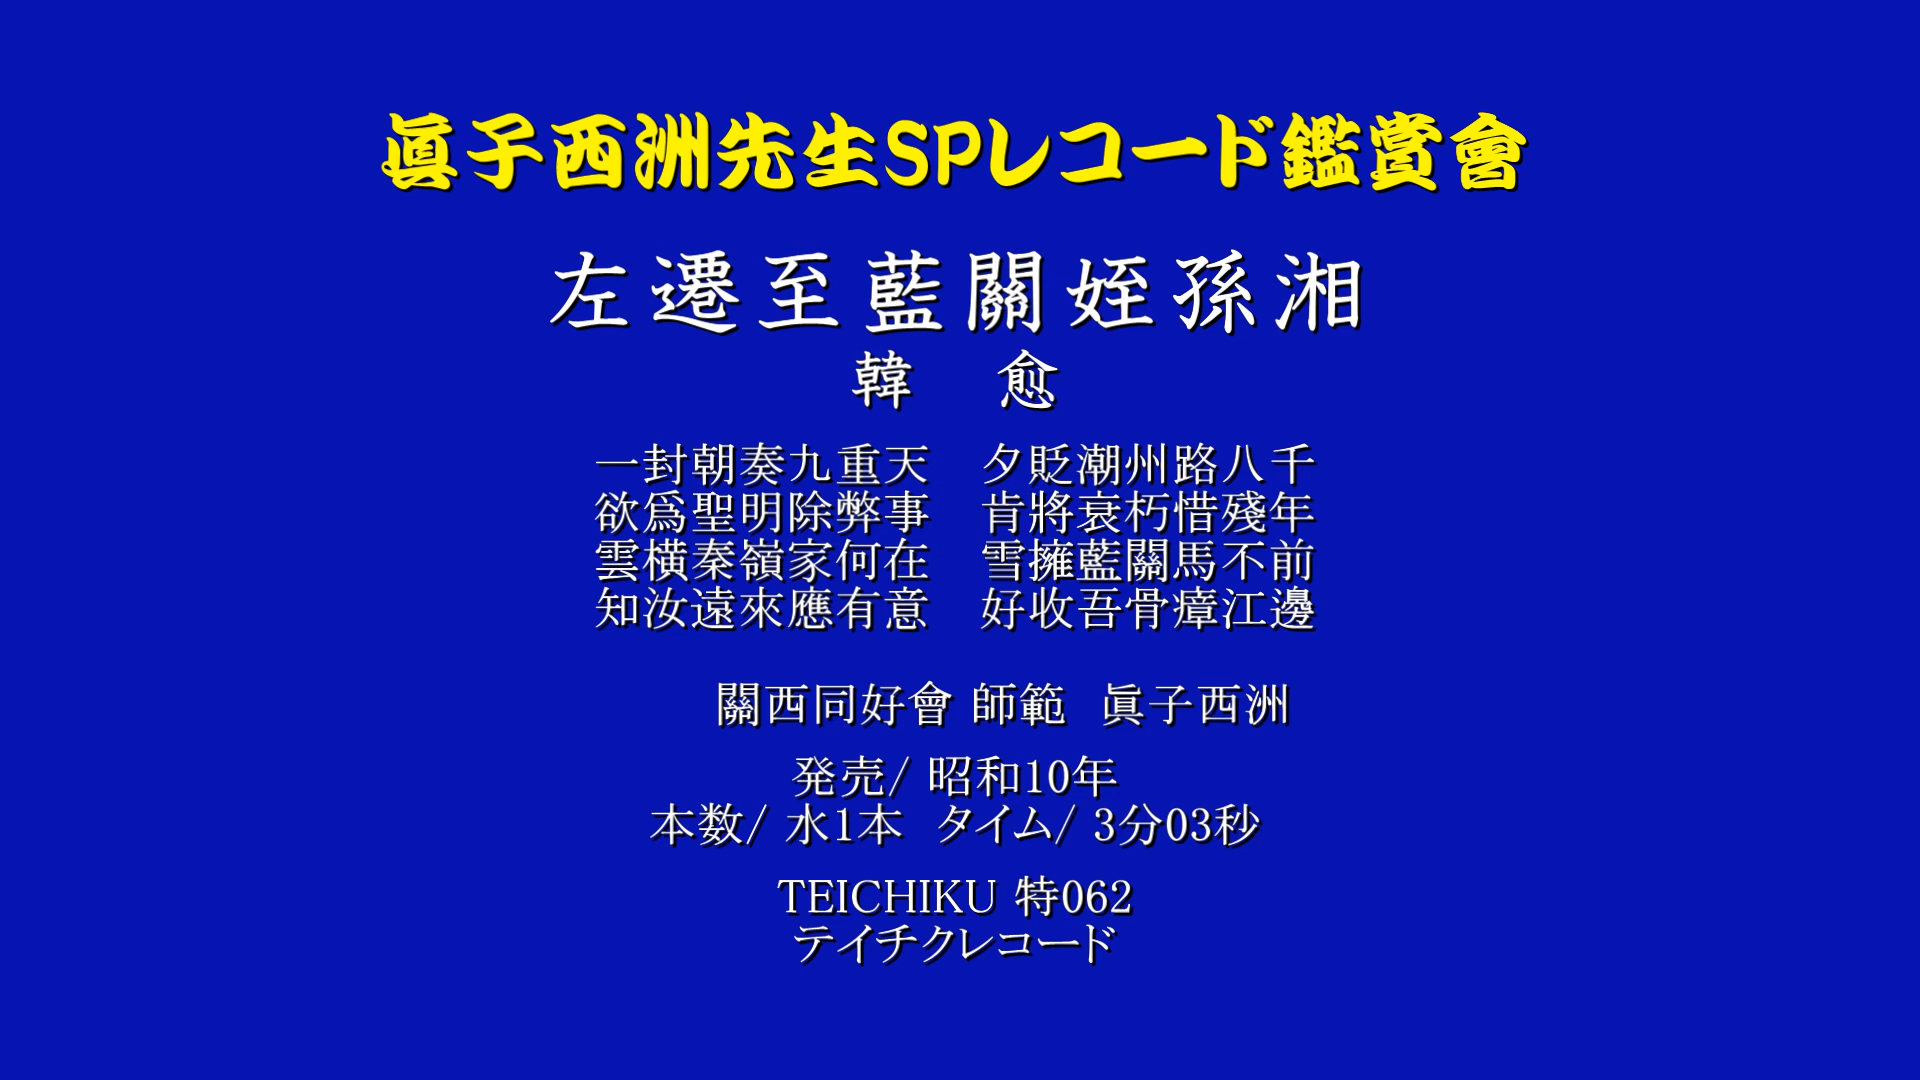 眞子西洲先生SPレコード鑑賞會
左遷至藍關姪孫湘
韓　愈
一封朝奏九重天　夕貶潮州路八千
欲爲聖明除弊事　肯將衰朽惜殘年
雲橫秦嶺家何在　雪擁藍關馬不前
知汝遠來應有意　好收吾骨瘴江邊
關西同好會 師範　眞子西洲
発売/ 昭和10年
本数/ 水1本　タイム/ 3分03秒
TEICHIKU 特062
テイチクレコード